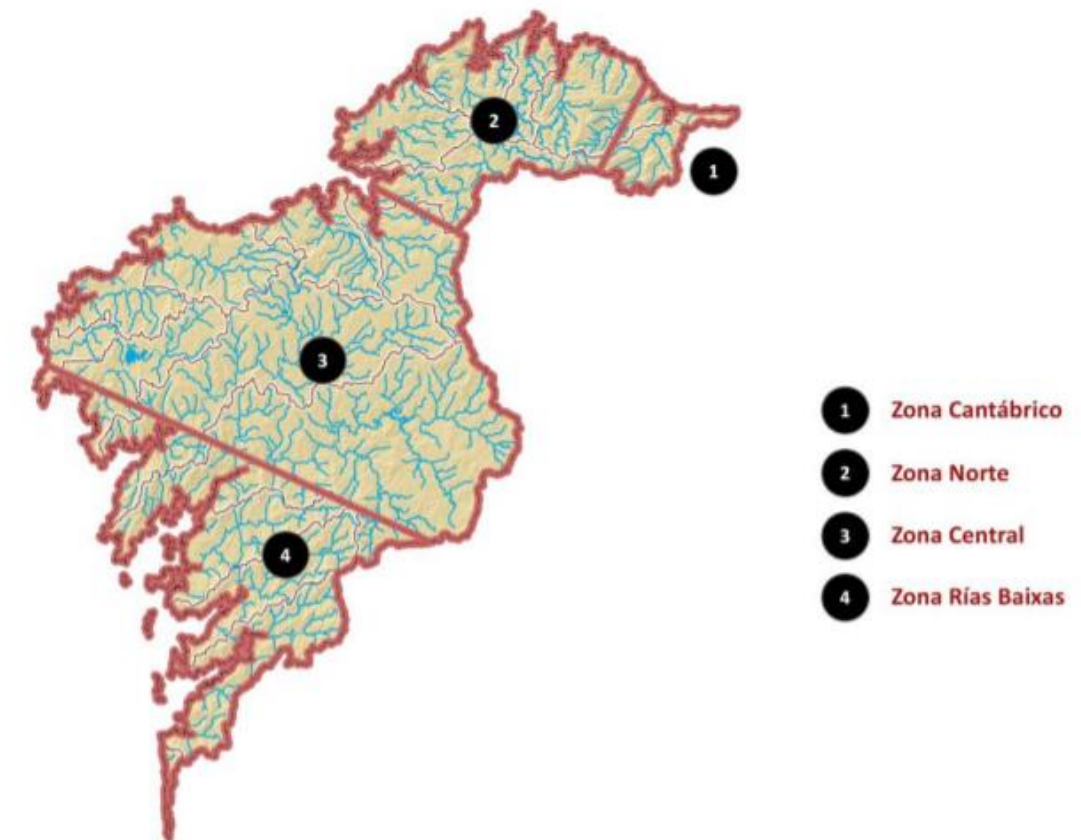 2
1
3
4
1 Zona Cantábrico
2 Zona Norte
3 Zona Central
4 Zona Rías Baixas